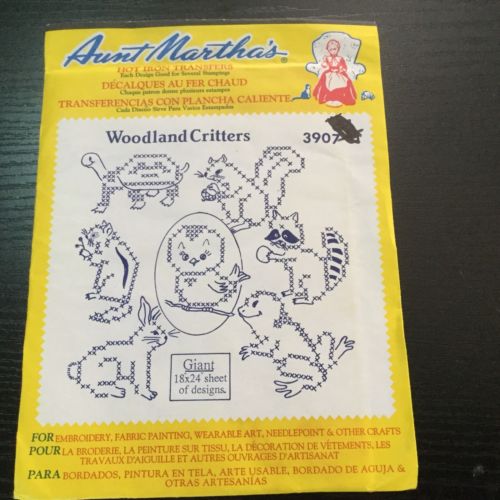 Aunt Martha's®
HOT IRON TRANSFERS
Each Design Good for Several Stampings
DÉCALQUES AU FER CHAUD
Chaque patron donne plusieurs estampes
TRANSFERENCIAS CON PLANCHA CALIENTE
Cada Diseño Sirve Para Varios Estampados
Woodland Critters 3907
Giant
18x24 sheet
of designs.
FOR EMBROIDERY, FABRIC PAINTING, WEARABLE ART, NEEDLEPOINT & OTHER CRAFTS
POUR LA BRODERIE, LA PEINTURE SUR TISSU, LA DÉCORATION DE VÊTEMENTS, LES
TRAVAUX D'AIGUILLE ET AUTRES OUVRAGES D'ARTISANAT
PARA BORDADOS, PINTURA EN TELA, ARTE USABLE, BORDADO DE AGUJA &
OTRAS ARTESANÍAS